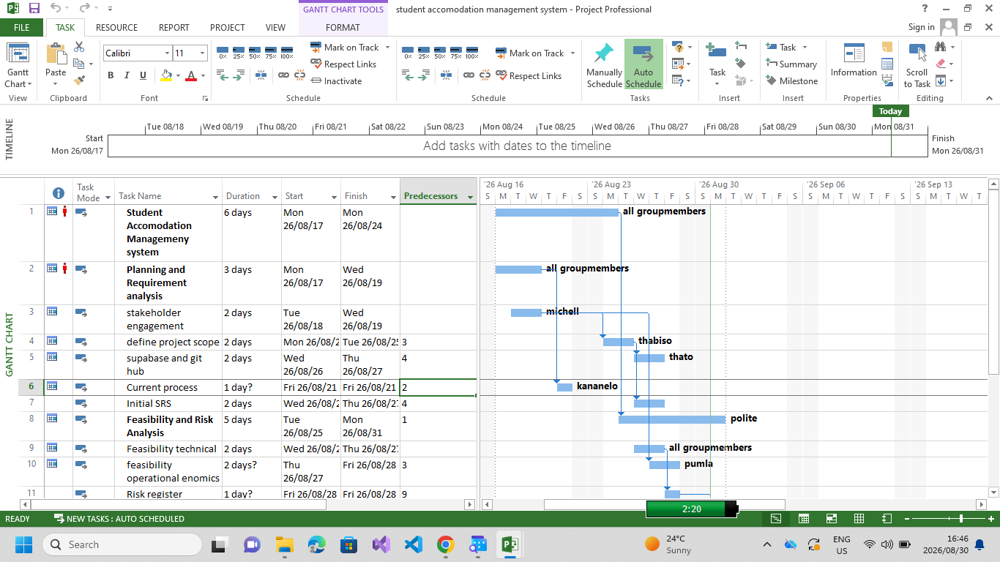 GANTT CHART TOOLS
student accomodation management system - Project Professional
FILE TASK RESOURCE REPORT PROJECT VIEW FORMAT
Sign in
Gantt Chart
View
Paste
Clipboard
Calibri 11
B I U A
Font
0% 25% 50% 75% 100%
Mark on Track
Respect Links
Inactivate
Schedule
0% 25% 50% 75% 100%
Mark on Track
Respect Links
Schedule
Manually Schedule
Auto Schedule
Tasks
Task
Insert
Task
Summary
Milestone
Insert
Information
Properties
Scroll to Task
Editing
TIMELINE
Today
Tue 08/18 Wed 08/19 Thu 08/20 Fri 08/21 Sat 08/22 Sun 08/23 Mon 08/24 Tue 08/25 Wed 08/26 Thu 08/27 Fri 08/28 Sat 08/29 Sun 08/30 Mon 08/31
Start
Mon 26/08/17
Add tasks with dates to the timeline
Finish
Mon 26/08/31
GANTT CHART
Task Mode Task Name Duration Start Finish Predecessors
'26 Aug 16 '26 Aug 23 '26 Aug 30 '26 Sep 06 '26 Sep 13
S M T W T F S S M T W T F S S M T W T F S S M T W T F S S M T W T
1 Student Accomodation Managemeny system 6 days Mon 26/08/17 Mon 26/08/24
all groupmembers
2 Planning and Requirement analysis 3 days Mon 26/08/17 Wed 26/08/19
all groupmembers
3 stakeholder engagement 2 days Tue 26/08/18 Wed 26/08/19
michell
4 define project scope 2 days Mon 26/08/2 Tue 26/08/25 3
thabiso
5 supabase and git hub 2 days Wed 26/08/26 Thu 26/08/27 4
thato
6 Current process 1 day? Fri 26/08/21 Fri 26/08/21 2
kananelo
7 Initial SRS 2 days Wed 26/08/2 Thu 26/08/27 4
8 Feasibility and Risk Analysis 5 days Tue 26/08/25 Mon 26/08/31 1
polite
9 Feasibility technical 2 days Wed 26/08/2 Thu 26/08/27
all groupmembers
10 feasibility operational enomics 2 days? Thu 26/08/27 Fri 26/08/28 3
pumla
11 Risk register 1 day? Fri 26/08/28 Fri 26/08/28 9
2:20
READY NEW TASKS : AUTO SCHEDULED
Search
24°C
Sunny
ENG
US
16:46
2026/08/30